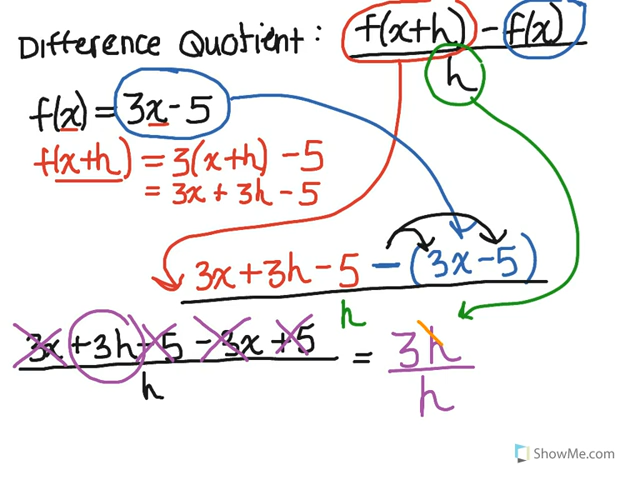 Difference Quotient: f(x+h) - f(x)
h
f(x) = 3x - 5
f(x+h) = 3(x+h) - 5
= 3x + 3h - 5
3x + 3h - 5 - (3x - 5)
h
3x + 3h - 5 - 3x + 5 = 3h
h h
ShowMe.com